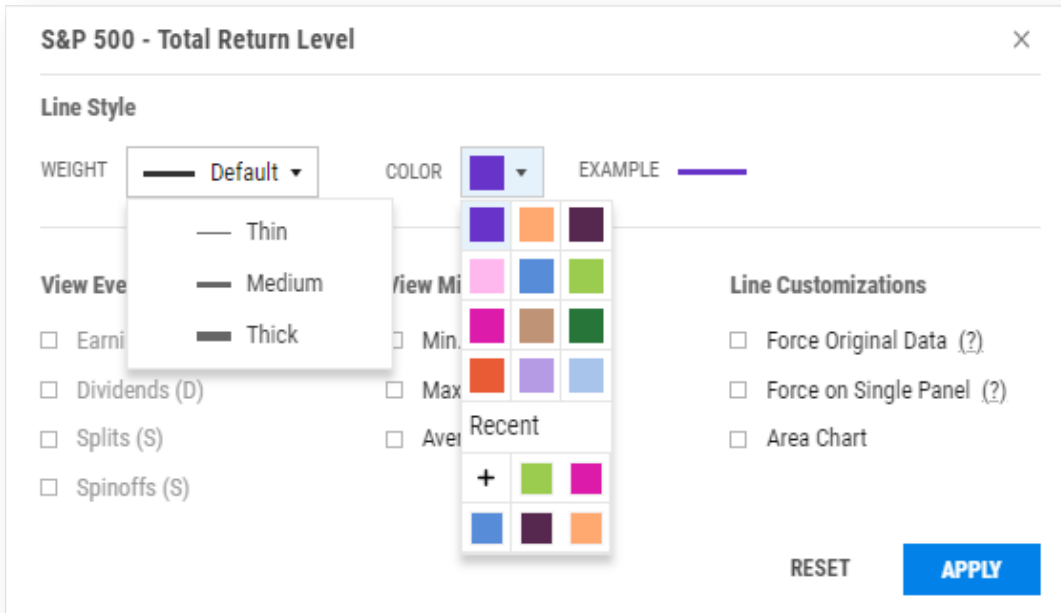 S&P 500 - Total Return Level
Line Style
WEIGHT Default COLOR EXAMPLE
Thin
Medium
Thick
View Eve
Earni
Dividends (D)
Splits (S)
Spinoffs (S)
View Mi
Min.
Max
Aver
Recent
+
Line Customizations
Force Original Data (?)
Force on Single Panel (?)
Area Chart
RESET APPLY